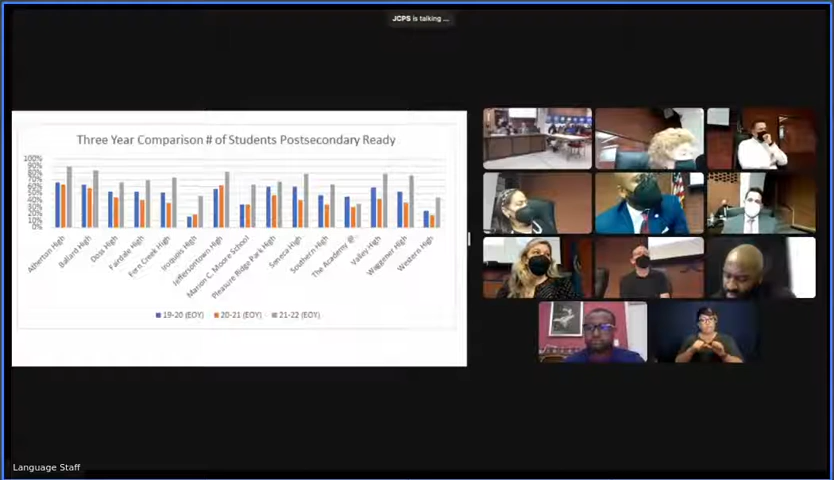 JCPS is talking ...
Three Year Comparison # of Students Postsecondary Ready
100%
90%
80%
70%
60%
50%
40%
30%
20%
10%
0%
Atherton High
Ballard High
Doss High
Fairdale High
Fern Creek High
Iroquois High
Jeffersontown High
Marion C. Moore School
Pleasure Ridge Park High
Seneca High
Southern High
The Academy @...
Valley High
Waggener High
Western High
19-20 (EOY) 20-21 (EOY) 21-22 (EOY)
Language Staff